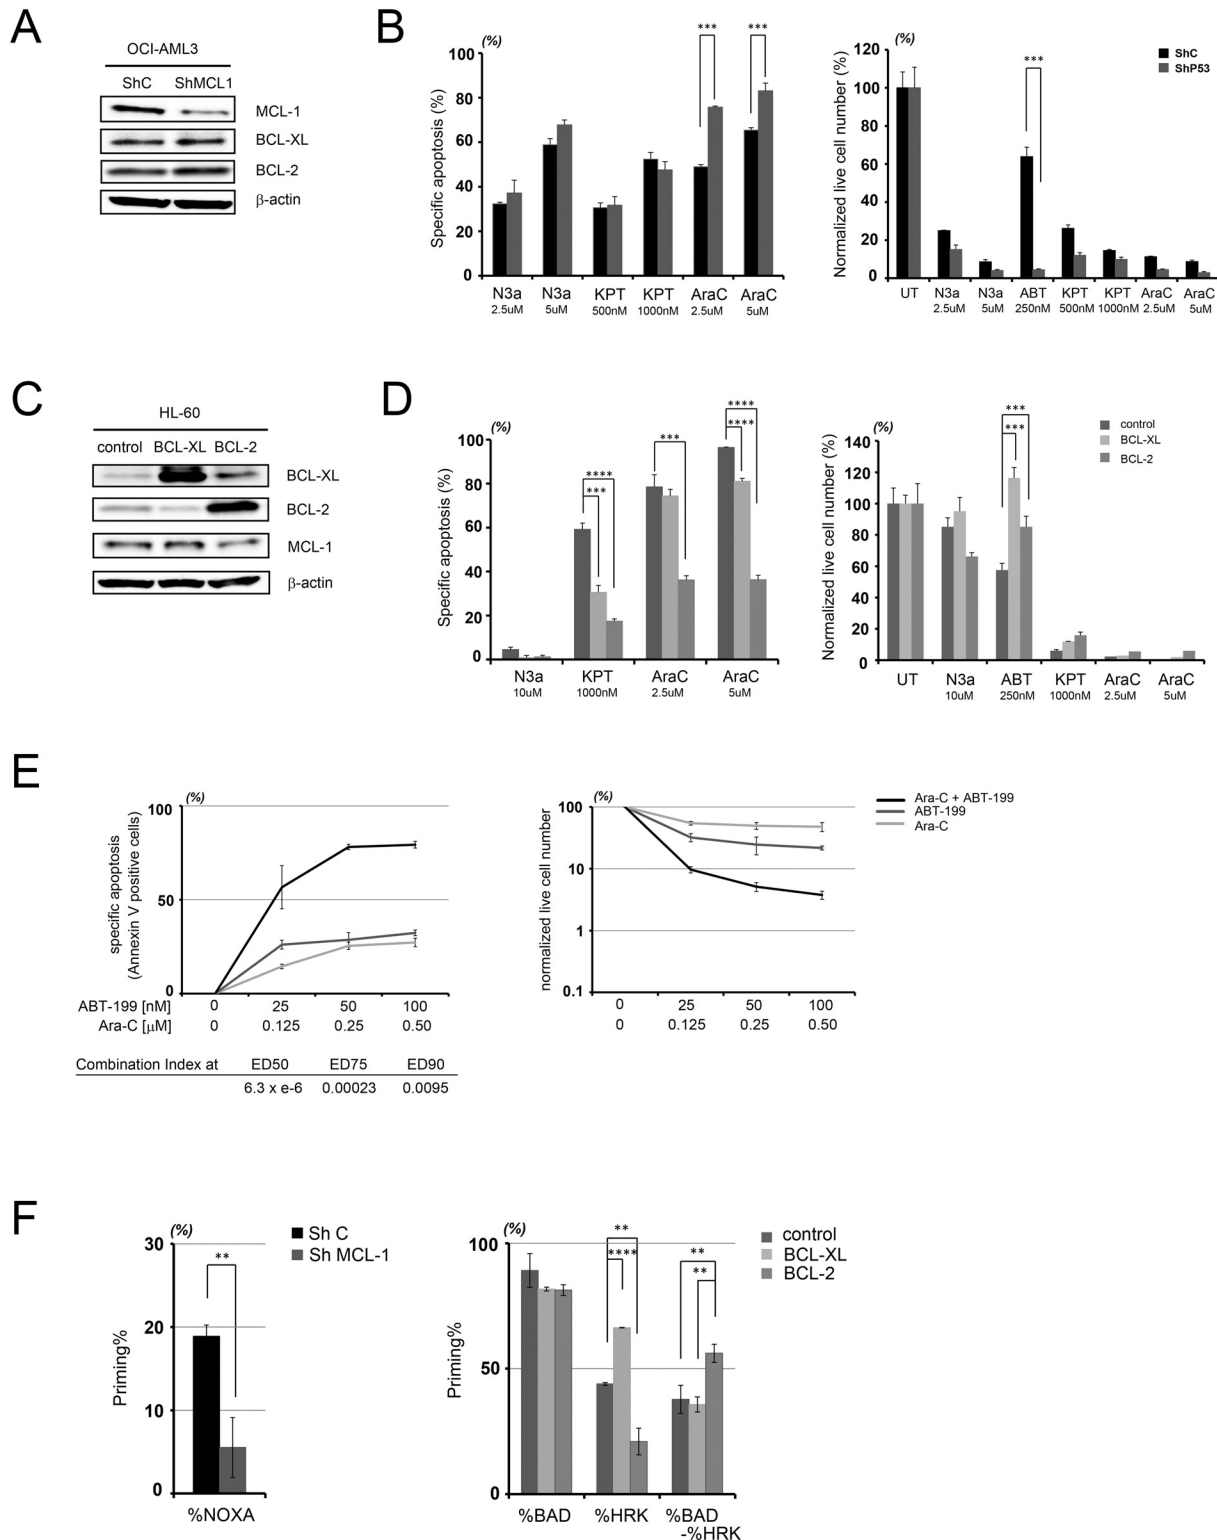 A
OCI-AML3
ShC ShMCL1
MCL-1
BCL-XL
BCL-2
β-actin
B
(%)
Specific apoptosis (%)
100
80
60
40
20
0
*** ***
N3a N3a KPT KPT AraC AraC
2.5uM 5uM 500nM 1000nM 2.5uM 5uM
(%)
Normalized live cell number (%)
120
100
80
60
40
20
0
***
ShC
ShP53
UT N3a N3a ABT KPT KPT AraC AraC
2.5uM 5uM 250nM 500nM 1000nM 2.5uM 5uM
C
HL-60
control BCL-XL BCL-2
BCL-XL
BCL-2
MCL-1
β-actin
D
(%)
Specific apoptosis (%)
100
80
60
40
20
0
****
***
***
****
****
N3a KPT AraC AraC
10uM 1000nM 2.5uM 5uM
(%)
Normalized live cell number (%)
140
120
100
80
60
40
20
0
***
***
control
BCL-XL
BCL-2
UT N3a ABT KPT AraC AraC
10uM 250nM 1000nM 2.5uM 5uM
E
(%)
specific apoptosis
(Annexin V positive cells)
100
50
0
ABT-199 [nM] 0 25 50 100
Ara-C [μM] 0 0.125 0.25 0.50
Combination Index at ED50 ED75 ED90
6.3 x e-6 0.00023 0.0095
(%)
normalized live cell number
100
10
1
0.1
0 25 50 100
0 0.125 0.25 0.50
Ara-C + ABT-199
ABT-199
Ara-C
F
(%)
Priming%
30
20
10
0
**
Sh C
Sh MCL-1
%NOXA
(%)
Priming%
100
50
0
**
****
**
**
control
BCL-XL
BCL-2
%BAD %HRK %BAD
-%HRK